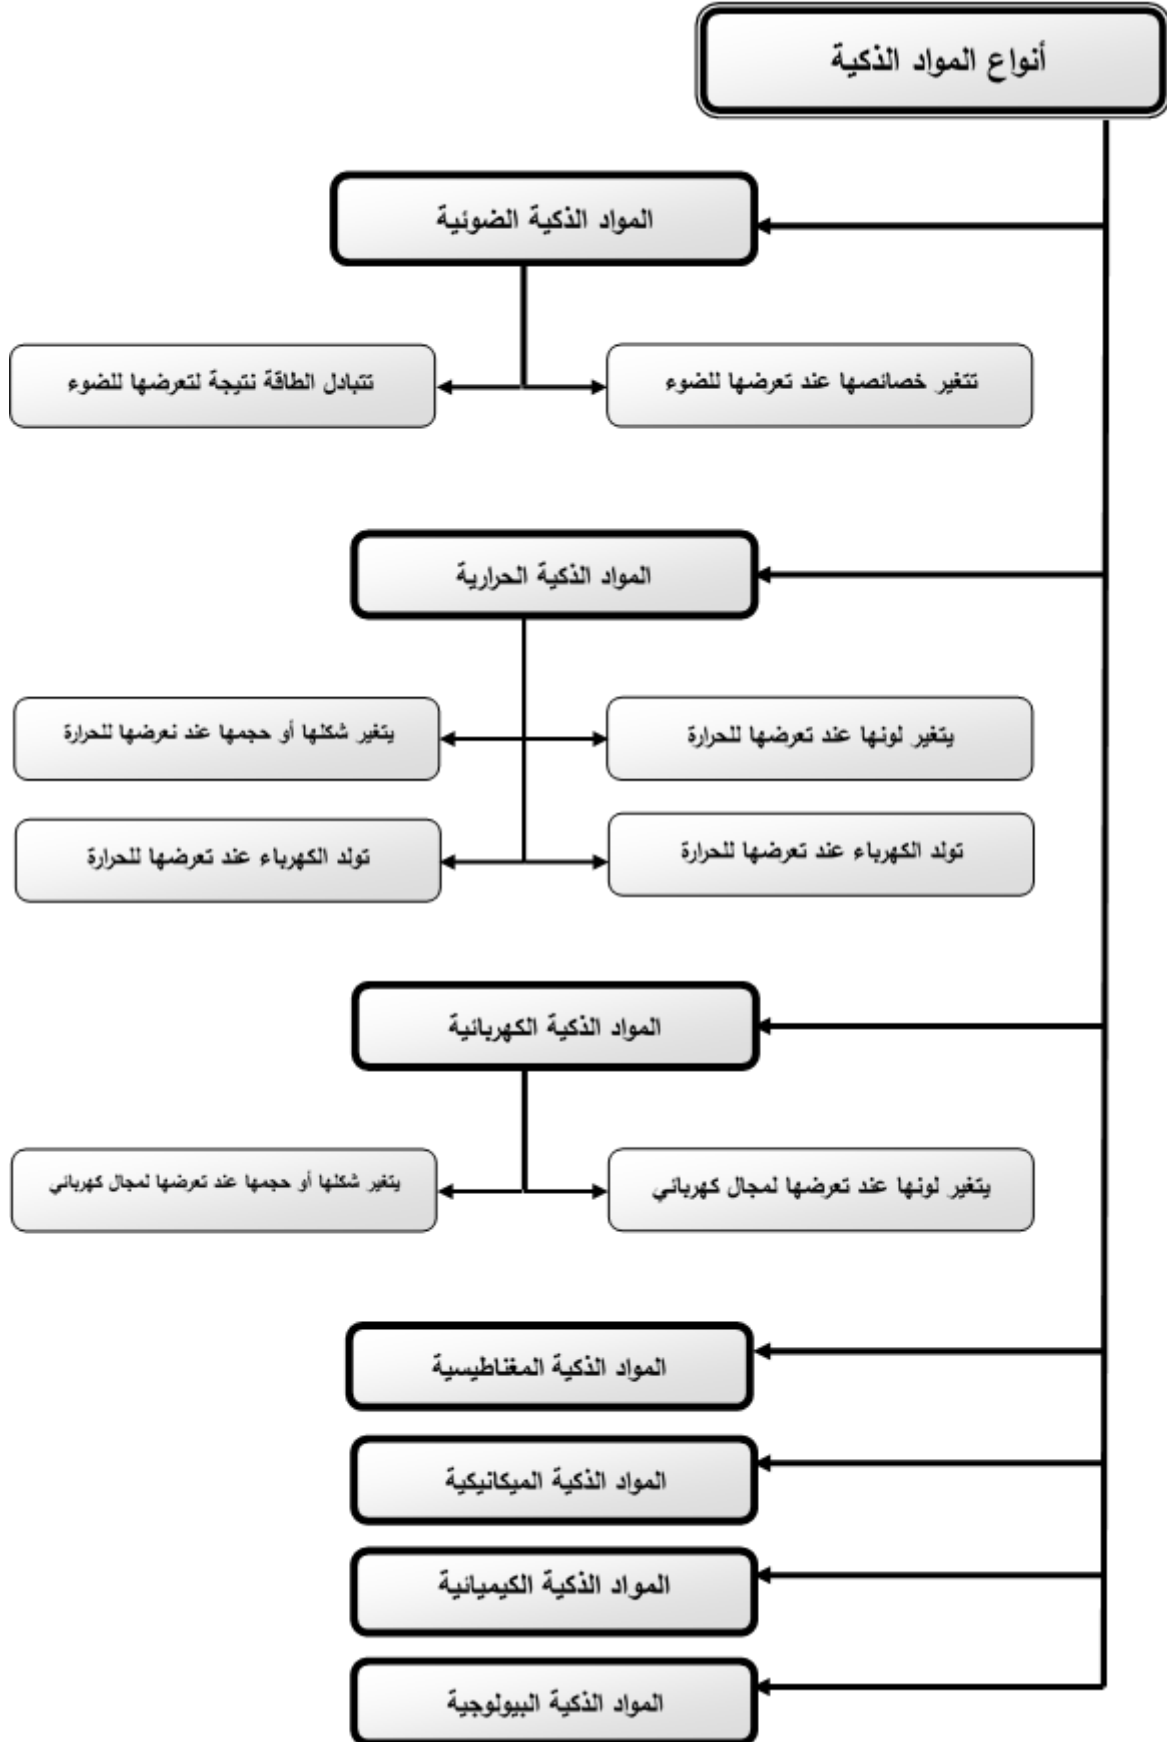 أنواع المواد الذكية
المواد الذكية الضوئية
تتغير خصائصها عند تعرضها للضوء
تتبادل الطاقة نتيجة لتعرضها للضوء
المواد الذكية الحرارية
يتغير لونها عند تعرضها للحرارة
يتغير شكلها أو حجمها عند تعرضها للحرارة
تولد الكهرباء عند تعرضها للحرارة
تولد الكهرباء عند تعرضها للحرارة
المواد الذكية الكهربائية
يتغير لونها عند تعرضها لمجال كهربائي
يتغير شكلها أو حجمها عند تعرضها لمجال كهربائي
المواد الذكية المغناطيسية
المواد الذكية الميكانيكية
المواد الذكية الكيميائية
المواد الذكية البيولوجية